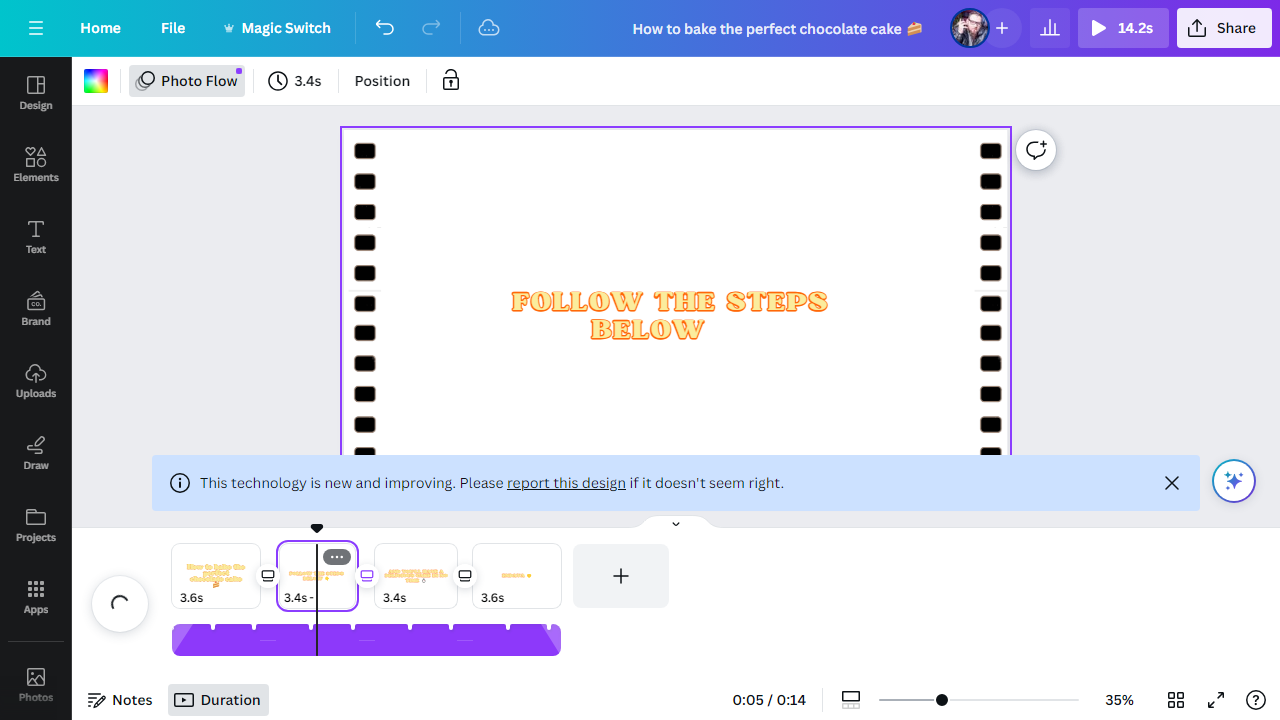 Home
File
Magic Switch
How to bake the perfect chocolate cake 🍰
14.2s
Share
Photo Flow
3.4s
Position
Design
Elements
Text
CO.
Brand
Uploads
Draw
Projects
Apps
Photos
FOLLOW THE STEPS
BELOW
This technology is new and improving. Please report this design if it doesn't seem right.
How to bake the
perfect
chocolate cake
3.6s
3.4s
3.4s
3.6s
Notes
Duration
0:05 / 0:14
35%